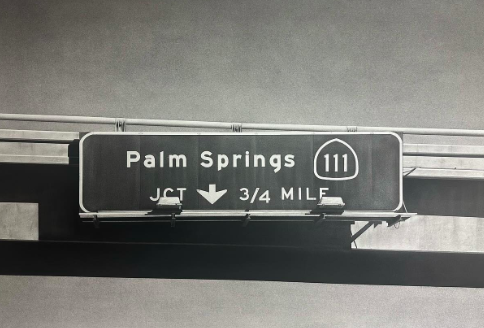 Palm Springs 111
JCT 3/4 MILE